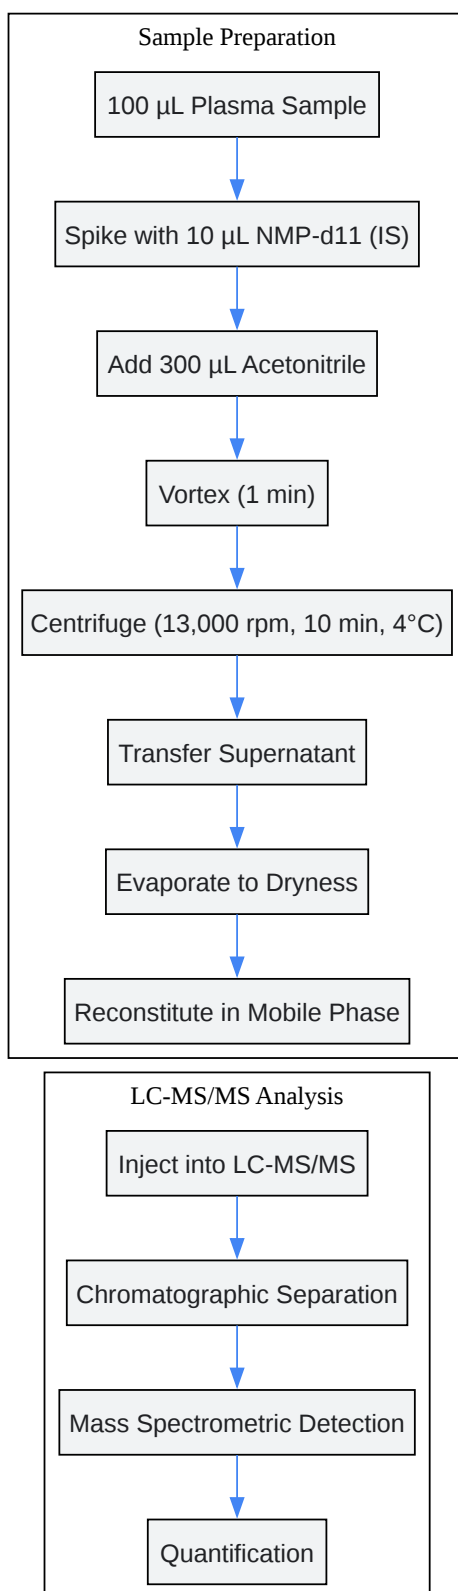 Sample Preparation
100 µL Plasma Sample
Spike with 10 µL NMP-d11 (IS)
Add 300 µL Acetonitrile
Vortex (1 min)
Centrifuge (13,000 rpm, 10 min, 4°C)
Transfer Supernatant
Evaporate to Dryness
Reconstitute in Mobile Phase
LC-MS/MS Analysis
Inject into LC-MS/MS
Chromatographic Separation
Mass Spectrometric Detection
Quantification